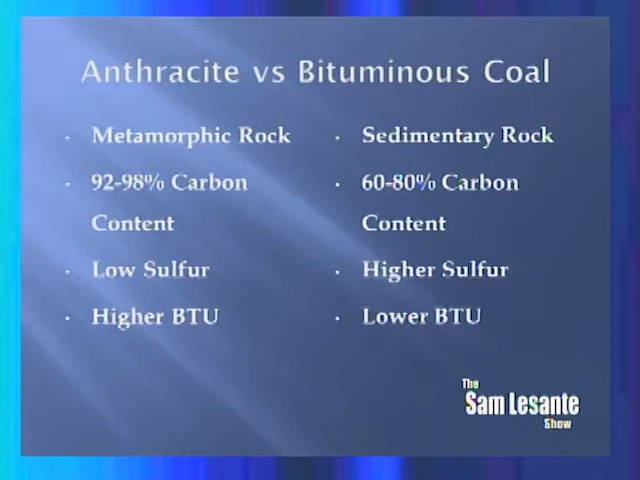 Anthracite vs Bituminous Coal
· Metamorphic Rock
· 92-98% Carbon
Content
· Low Sulfur
· Higher BTU
· Sedimentary Rock
· 60-80% Carbon
Content
· Higher Sulfur
· Lower BTU
The
Sam Lesante
Show